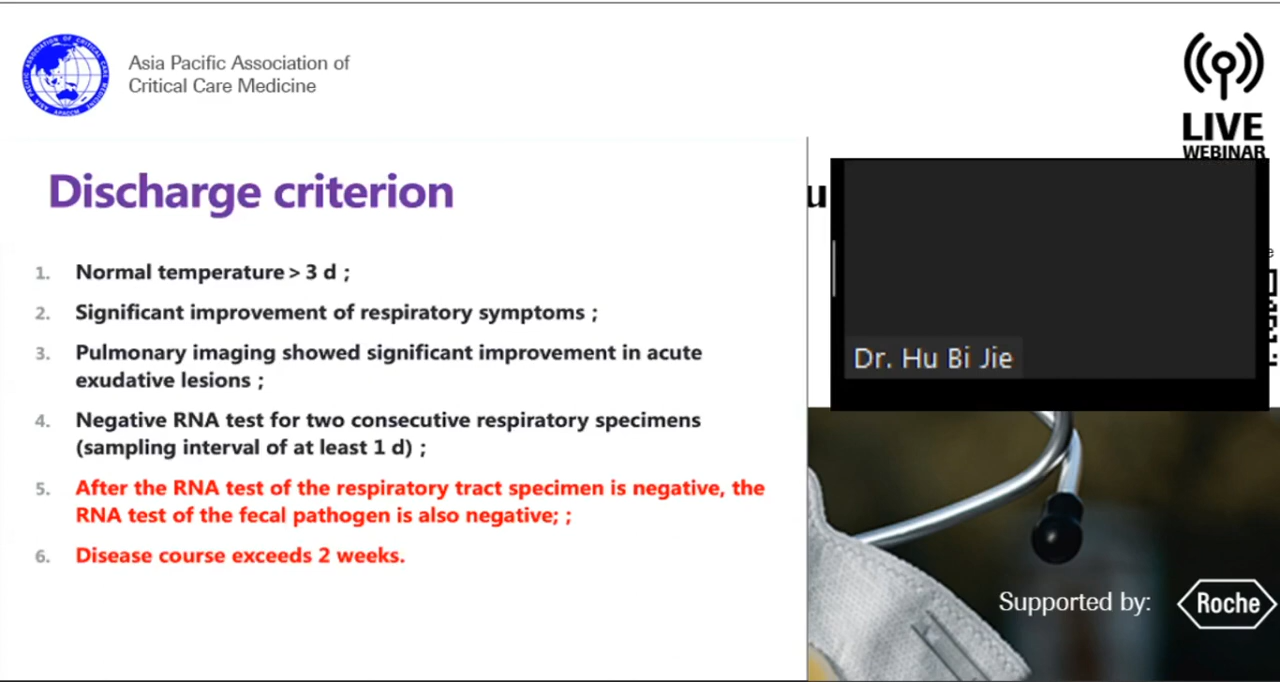 Asia Pacific Association of
Critical Care Medicine
LIVE
WEBINAR
Discharge criterion
u
1. Normal temperature > 3 d ;
2. Significant improvement of respiratory symptoms ;
3. Pulmonary imaging showed significant improvement in acute
exudative lesions ;
4. Negative RNA test for two consecutive respiratory specimens
(sampling interval of at least 1 d) ;
5. After the RNA test of the respiratory tract specimen is negative, the
RNA test of the fecal pathogen is also negative; ;
6. Disease course exceeds 2 weeks.
Dr. Hu Bi Jie
Supported by:
Roche